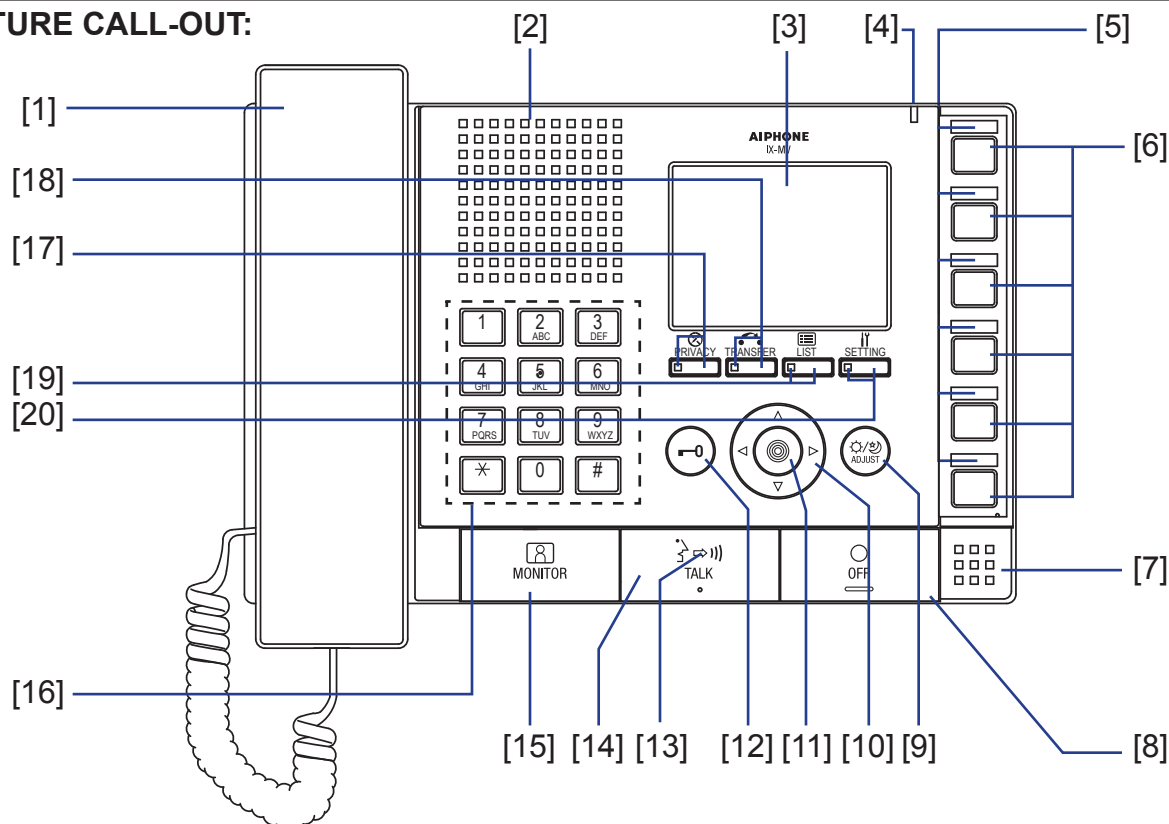 TURE CALL-OUT:
[2] [3] [4] [5]
[1]
AIPHONE
IX-MV
[6]
[18]
[17]
1 2 ABC 3 DEF
PRIVACY TRANSFER LIST SETTING
4 GHI 5 JKL 6 MNO
[19]
[20]
7 PQRS 8 TUV 9 WXYZ
ADJUST
* 0 #
MONITOR TALK OFF
[7]
[16]
[15] [14] [13] [12] [11] [10] [9] [8]